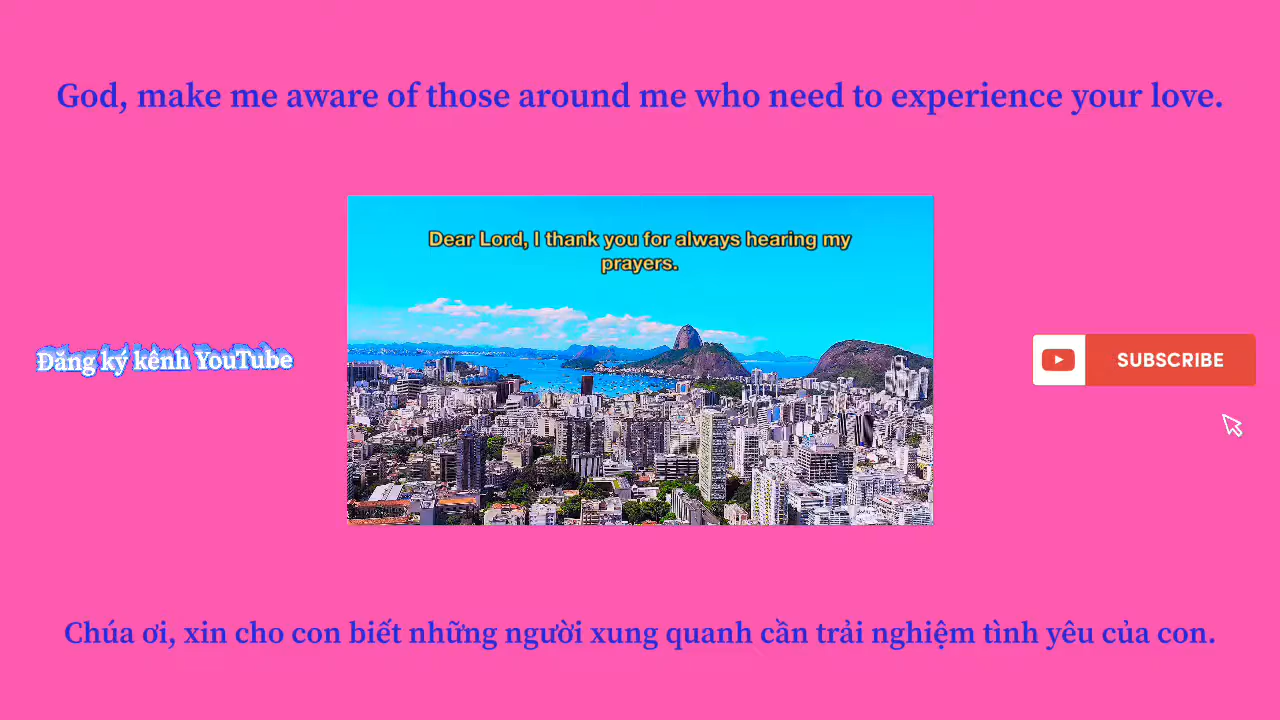 God, make me aware of those around me who need to experience your love.
Dear Lord, I thank you for always hearing my
prayers.
Đăng ký kênh YouTube
SUBSCRIBE
Chúa ơi, xin cho con biết những người xung quanh cần trải nghiệm tình yêu của con.